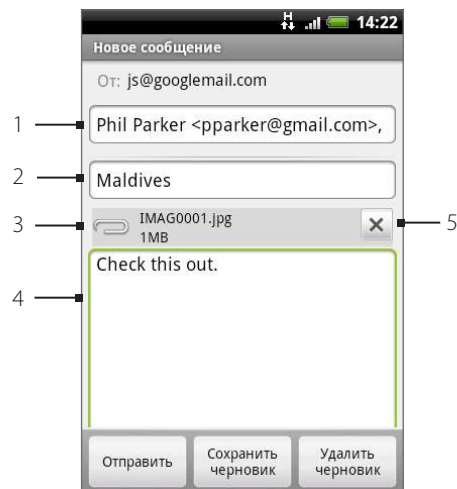 H 14:22
Новое сообщение
От: js@googlemail.com
1 Phil Parker <pparker@gmail.com>,
2 Maldives
3 IMAG0001.jpg 5
1MB
4 Check this out.
Отправить Сохранить черновик Удалить черновик